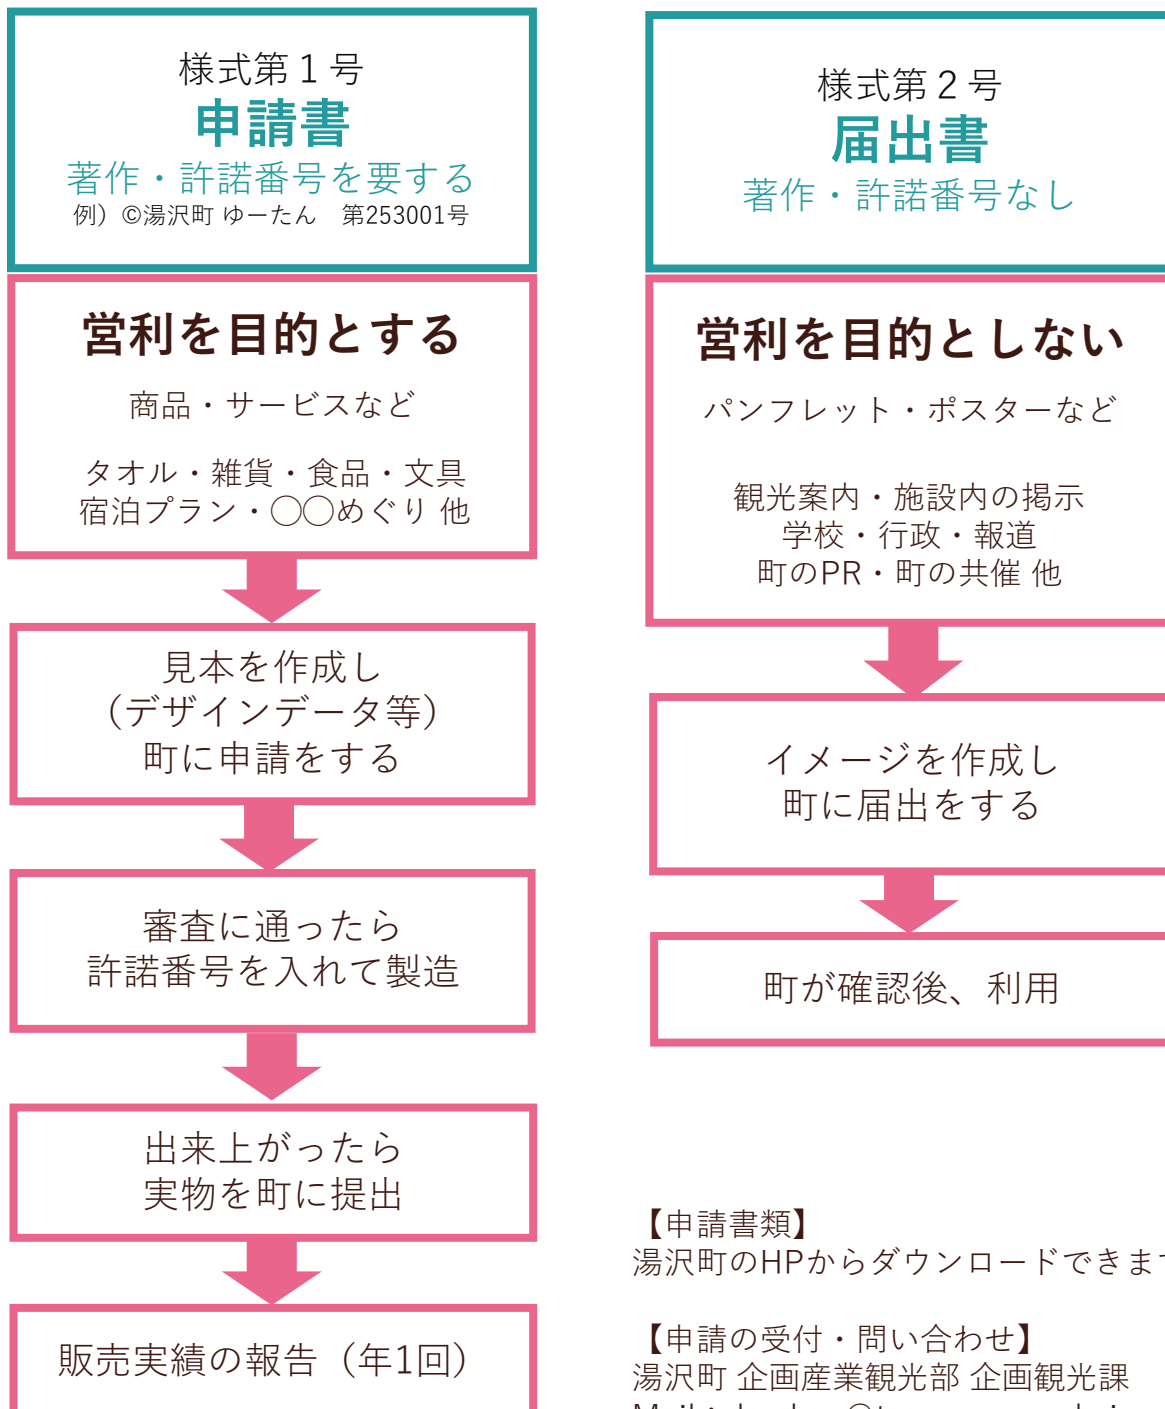 様式第１号
申請書
著作・許諾番号を要する
例）©湯沢町 ゆーたん　第253001号
営利を目的とする
商品・サービスなど
タオル・雑貨・食品・文具
宿泊プラン・◯◯めぐり 他
見本を作成し
（デザインデータ等）
町に申請をする
審査に通ったら
許諾番号を入れて製造
出来上がったら
実物を町に提出
販売実績の報告（年1回）
様式第２号
届出書
著作・許諾番号なし
営利を目的としない
パンフレット・ポスターなど
観光案内・施設内の掲示
学校・行政・報道
町のPR・町の共催 他
イメージを作成し
町に届出をする
町が確認後、利用
【申請書類】
湯沢町のHPからダウンロードできます
【申請の受付・問い合わせ】
湯沢町 企画産業観光部 企画観光課